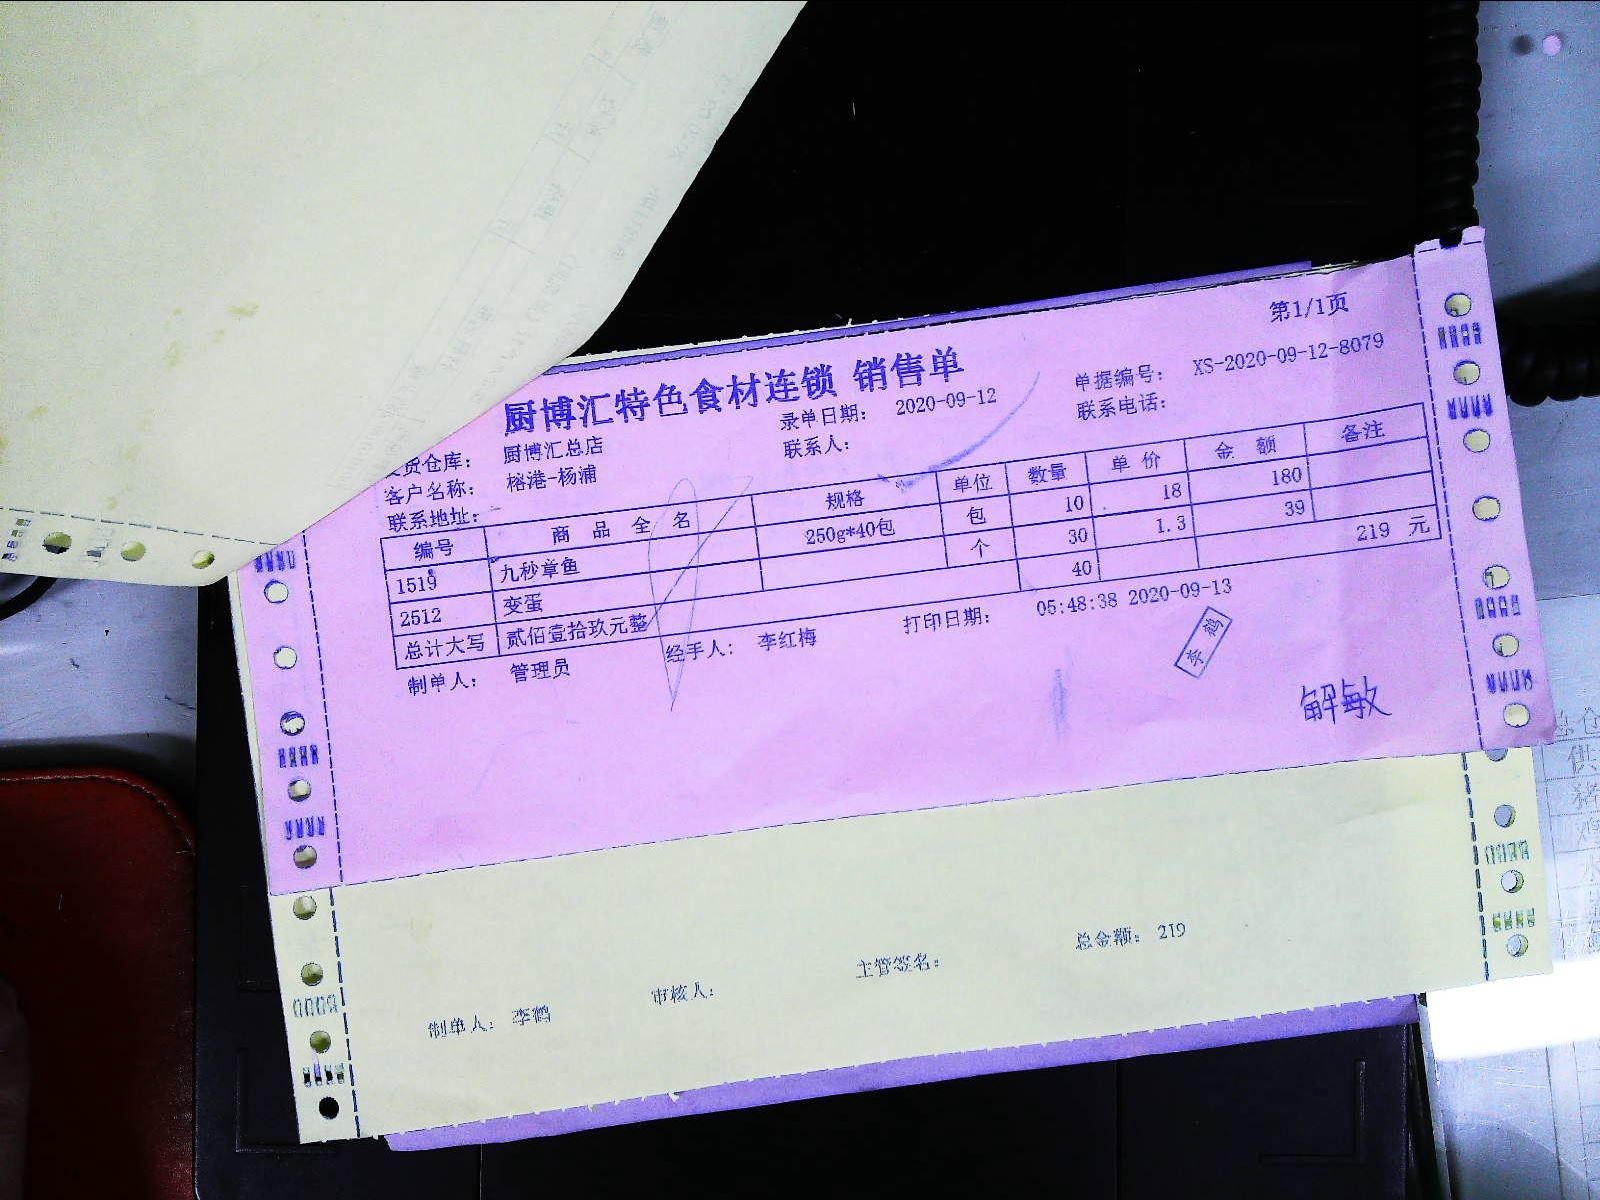 第1/1页
厨博汇特色食材连锁 销售单
货仓库： 厨博汇总店 录单日期： 2020-09-12 单据编号： XS-2020-09-12-8079
客户名称： 榕港-杨浦 联系人： 联系电话：
联系地址：
编号 商品全名 规格 单位 数量 单价 金额 备注
1519 九秒章鱼 250g*40包 包 10 18 180
2512 变蛋 个 30 1.3 39
总计大写 贰佰壹拾玖元整 40 219 元
制单人： 管理员 经手人： 李红梅 打印日期： 05:48:38 2020-09-13
李鹤
解敏
制单人： 李鹤 审核人： 主管签名： 总金额： 219